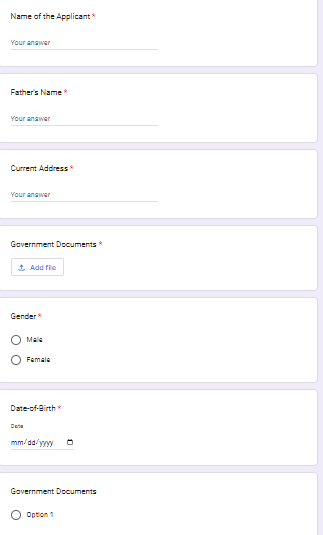 Name of the Applicant *
Your answer
Father's Name *
Your answer
Current Address *
Your answer
Government Documents *
Add file
Gender *
Male
Female
Date-of-Birth *
Date
mm/dd/yyyy
Government Documents
Option 1